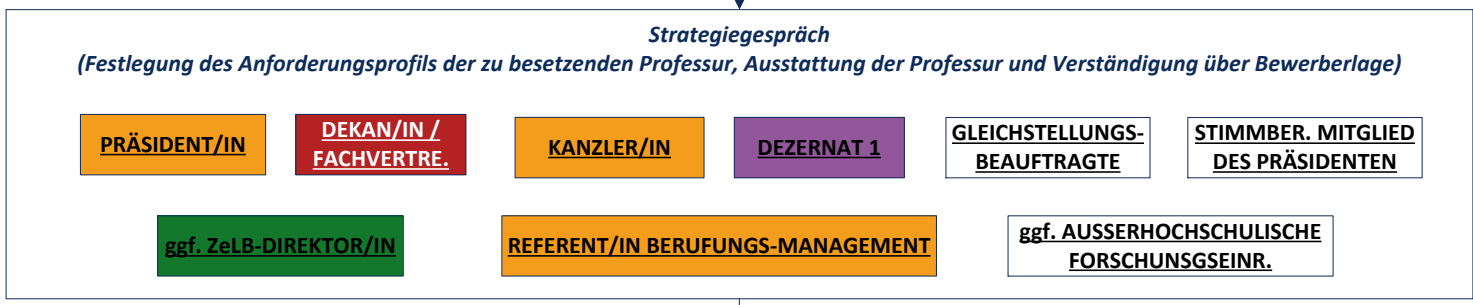 Strategiegespräch
(Festlegung des Anforderungsprofils der zu besetzenden Professur, Ausstattung der Professur und Verständigung über Bewerberlage)
PRÄSIDENT/IN
DEKAN/IN /
FACHVERTRE.
KANZLER/IN
DEZERNAT 1
GLEICHSTELLUNGS-
BEAUFTRAGTE
STIMMBER. MITGLIED
DES PRÄSIDENTEN
ggf. ZeLB-DIREKTOR/IN
REFERENT/IN BERUFUNGS-MANAGEMENT
ggf. AUSSERHOCHSCHULISCHE
FORSCHUNSGSEINR.